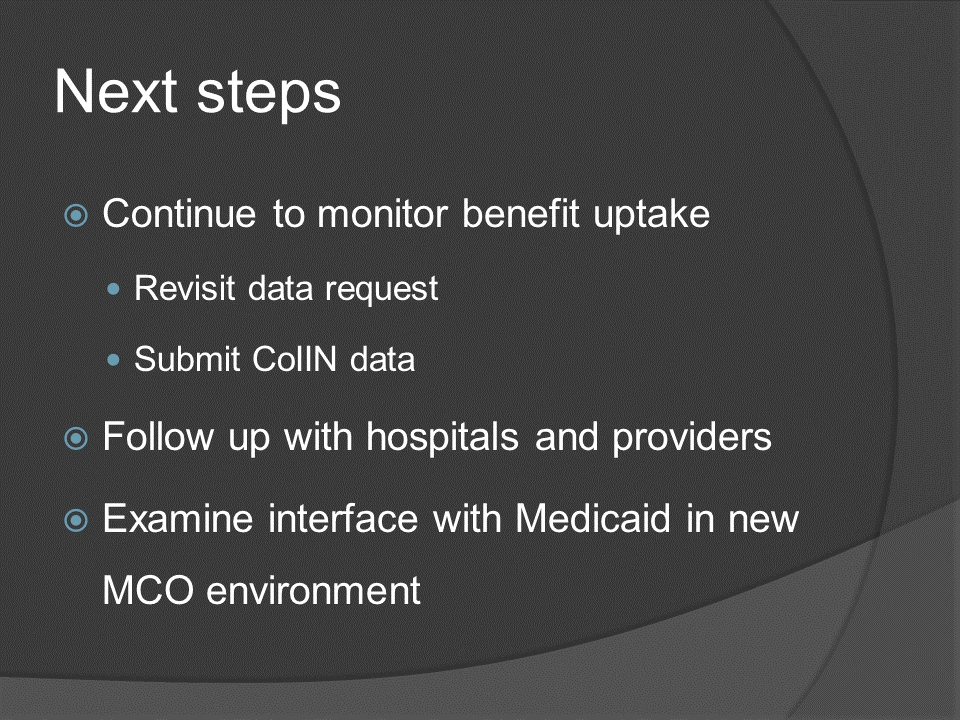 Next steps
Continue to monitor benefit uptake
Revisit data request
Submit CoIIN data
Follow up with hospitals and providers
Examine interface with Medicaid in new
MCO environment